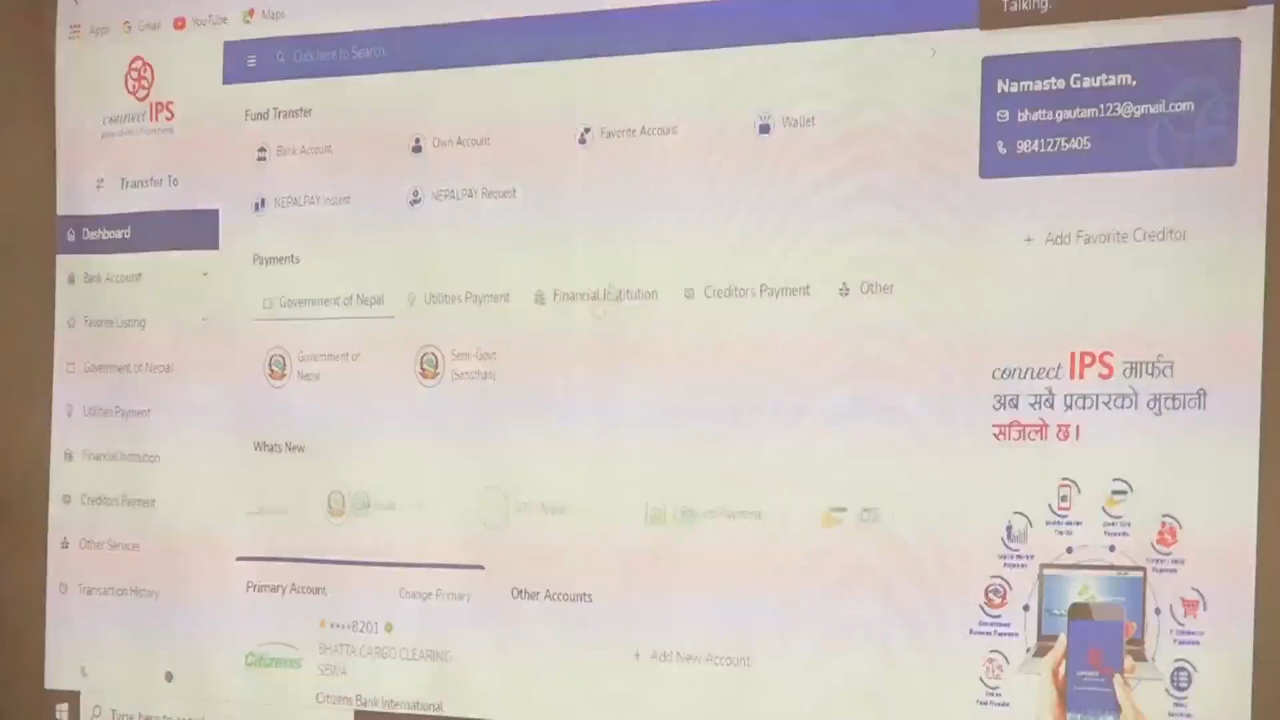 Apps Gmail YouTube Maps
Talking.
connect IPS
Click here to Search.
Namaste Gautam,
bhatta.gautam123@gmail.com
9841275405
+ Add Favorite Creditor
Transfer To
Dashboard
Bank Account
Favorite Listing
Government of Nepal
Utilities Payment
Financial Institution
Creditors Payment
Other Services
Transaction History
Fund Transfer
Bank Account
Own Account
Favorite Account
Wallet
NEPALPAY Instant
NEPALPAY Request
Payments
Government of Nepal
Utilities Payment
Financial Institution
Creditors Payment
Other
Government of
Nepal
Semi-Govt
(Sansthan)
Whats New
Primary Account
Change Primary
Other Accounts
••••8201
Citizens
BHATTA CARGO CLEARING
SEWA
Citizens Bank International
+ Add New Account
connect IPS मार्फत
अब सबै प्रकारको भुक्तानी
सजिलो छ।
Type here to